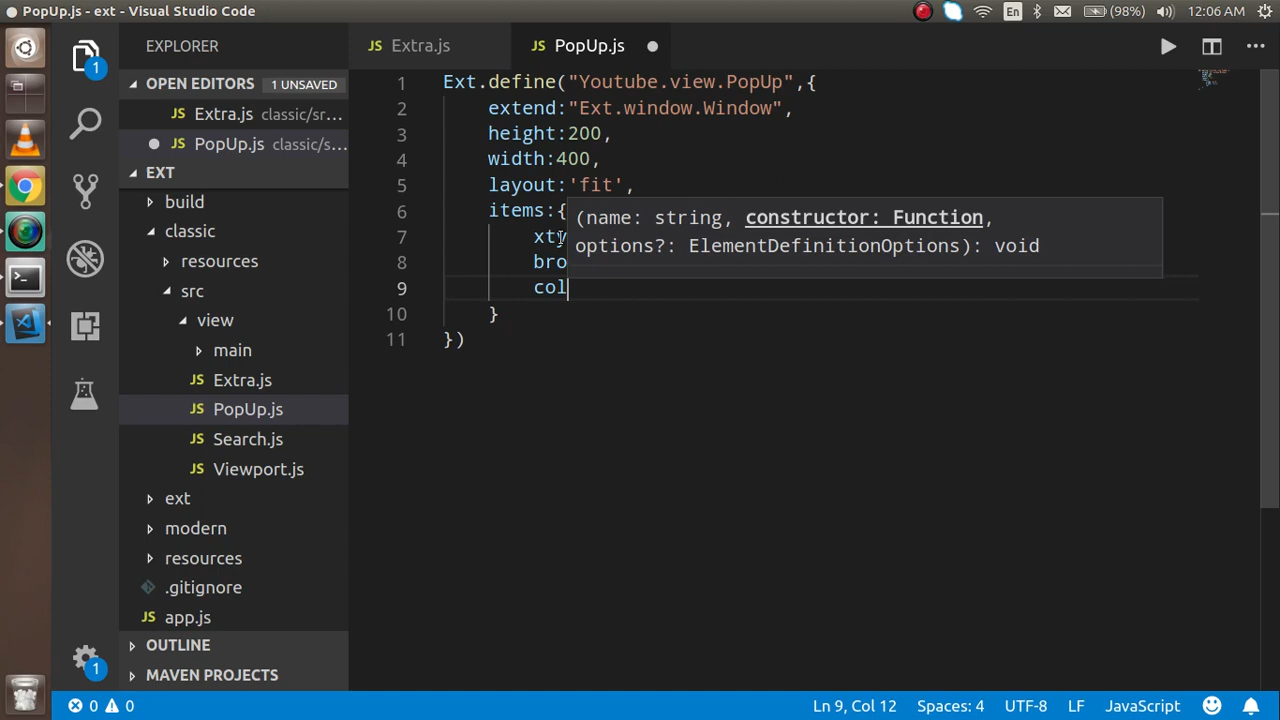 PopUp.js - ext - Visual Studio Code
En
(98%)
12:06 AM
EXPLORER
JS Extra.js
JS PopUp.js
OPEN EDITORS 1 UNSAVED
JS Extra.js classic/sr...
JS PopUp.js classic/s...
EXT
build
classic
resources
src
view
main
JS Extra.js
JS PopUp.js
JS Search.js
JS Viewport.js
ext
modern
resources
.gitignore
JS app.js
OUTLINE
MAVEN PROJECTS
1
1
1 Ext.define("Youtube.view.PopUp",{
2 extend:"Ext.window.Window",
3 height:200,
4 width:400,
5 layout:'fit',
6 items:{
7 xty
8 bro
9 col
10 }
11 })
(name: string, constructor: Function,
options?: ElementDefinitionOptions): void
0 0
Ln 9, Col 12
Spaces: 4
UTF-8
LF
JavaScript